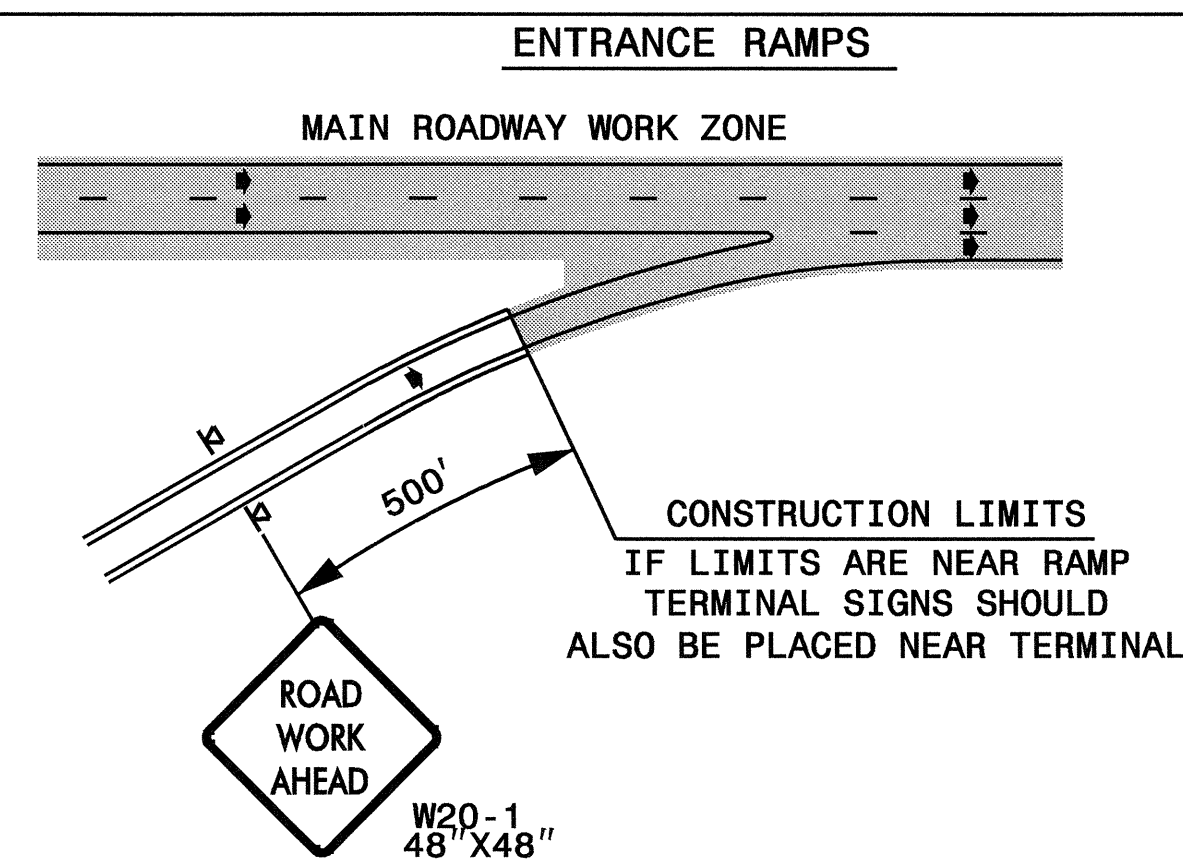 ENTRANCE RAMPS
MAIN ROADWAY WORK ZONE
500'
CONSTRUCTION LIMITS
IF LIMITS ARE NEAR RAMP
TERMINAL SIGNS SHOULD
ALSO BE PLACED NEAR TERMINAL
ROAD
WORK
AHEAD
W20-1
48"X48"